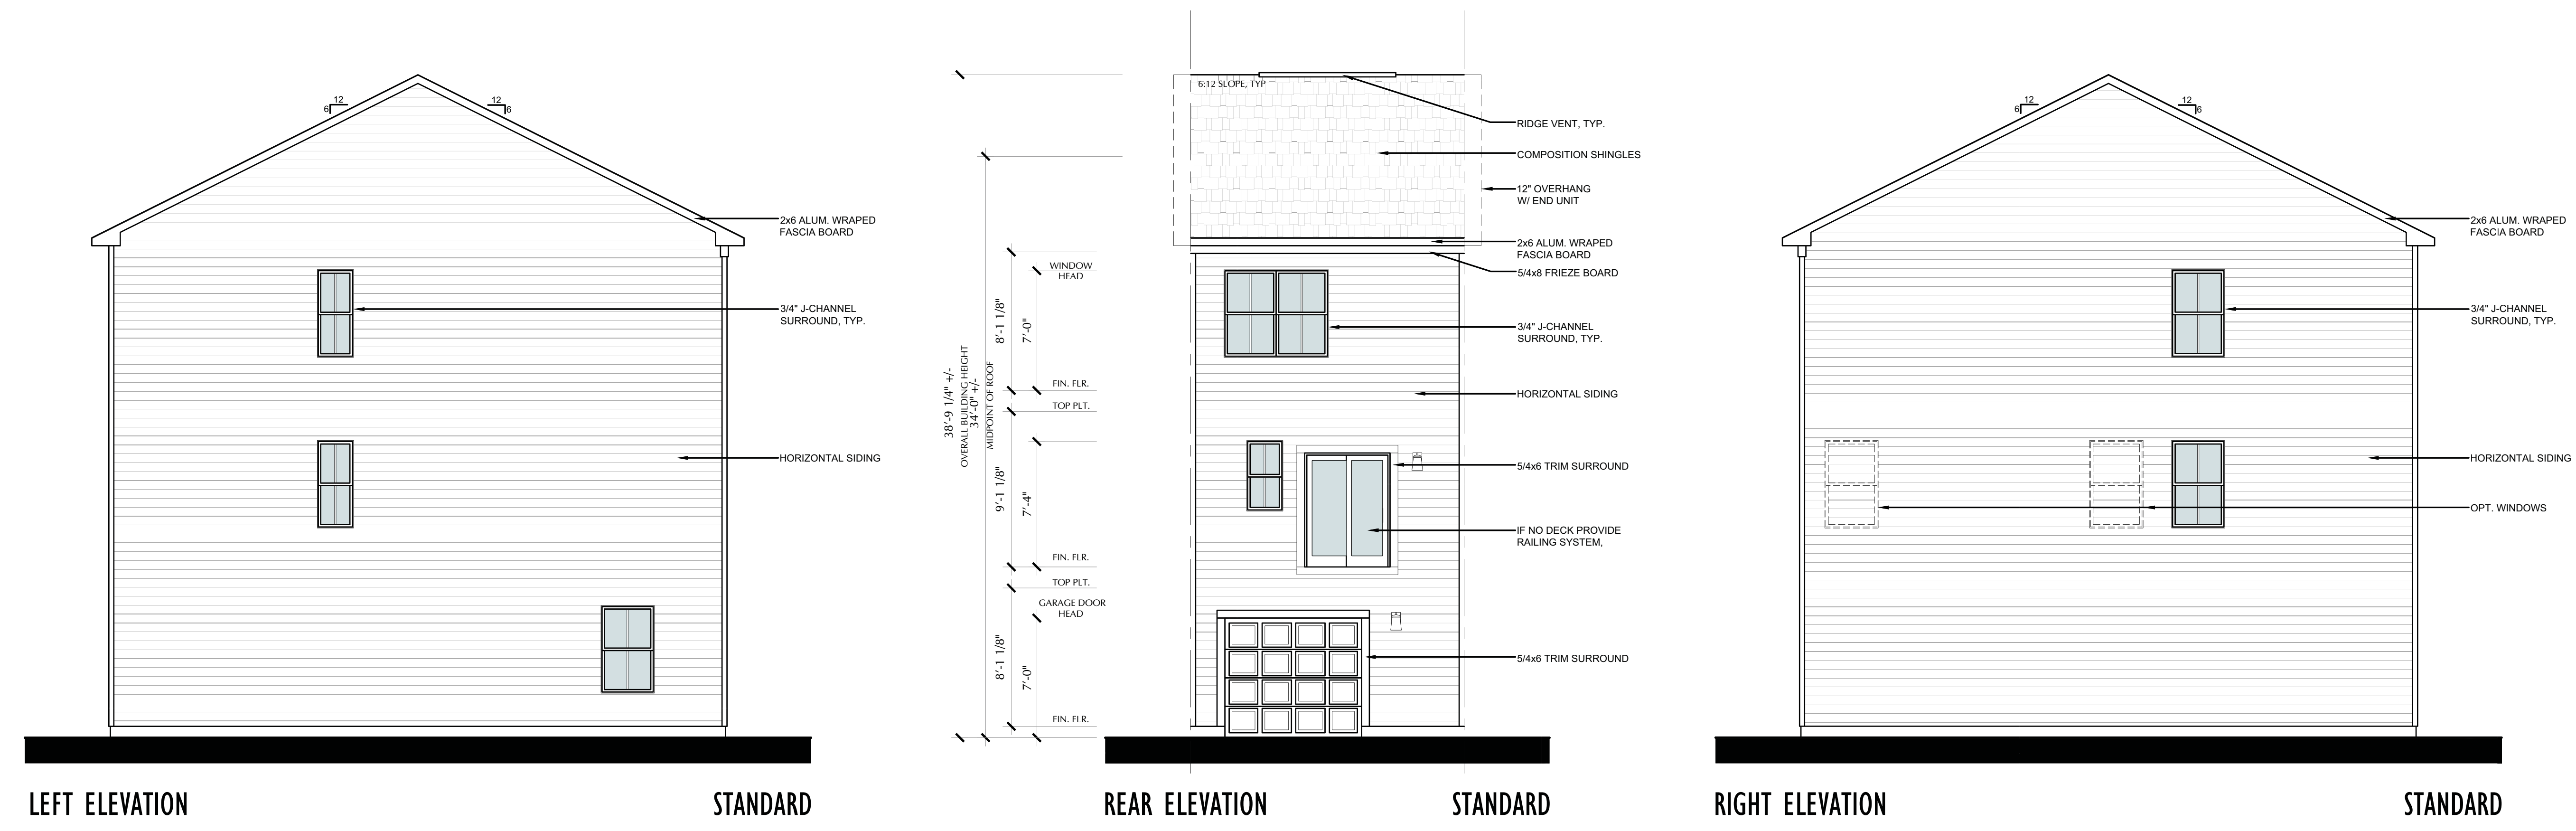 12
6
12
6
2x6 ALUM. WRAPED
FASCIA BOARD
3/4" J-CHANNEL
SURROUND, TYP.
HORIZONTAL SIDING
LEFT ELEVATION
STANDARD
38'-9 1/4" +/-
OVERALL BUILDING HEIGHT
34'-0" +/-
MIDPOINT OF ROOF
8'-1 1/8"
7'-0"
9'-1 1/8"
7'-4"
8'-1 1/8"
7'-0"
WINDOW
HEAD
FIN. FLR.
TOP PLT.
FIN. FLR.
TOP PLT.
GARAGE DOOR
HEAD
FIN. FLR.
6:12 SLOPE, TYP
RIDGE VENT, TYP.
COMPOSITION SHINGLES
12" OVERHANG
W/ END UNIT
2x6 ALUM. WRAPED
FASCIA BOARD
5/4x8 FRIEZE BOARD
3/4" J-CHANNEL
SURROUND, TYP.
HORIZONTAL SIDING
5/4x6 TRIM SURROUND
IF NO DECK PROVIDE
RAILING SYSTEM,
5/4x6 TRIM SURROUND
REAR ELEVATION
STANDARD
12
6
12
6
2x6 ALUM. WRAPED
FASCIA BOARD
3/4" J-CHANNEL
SURROUND, TYP.
HORIZONTAL SIDING
OPT. WINDOWS
RIGHT ELEVATION
STANDARD